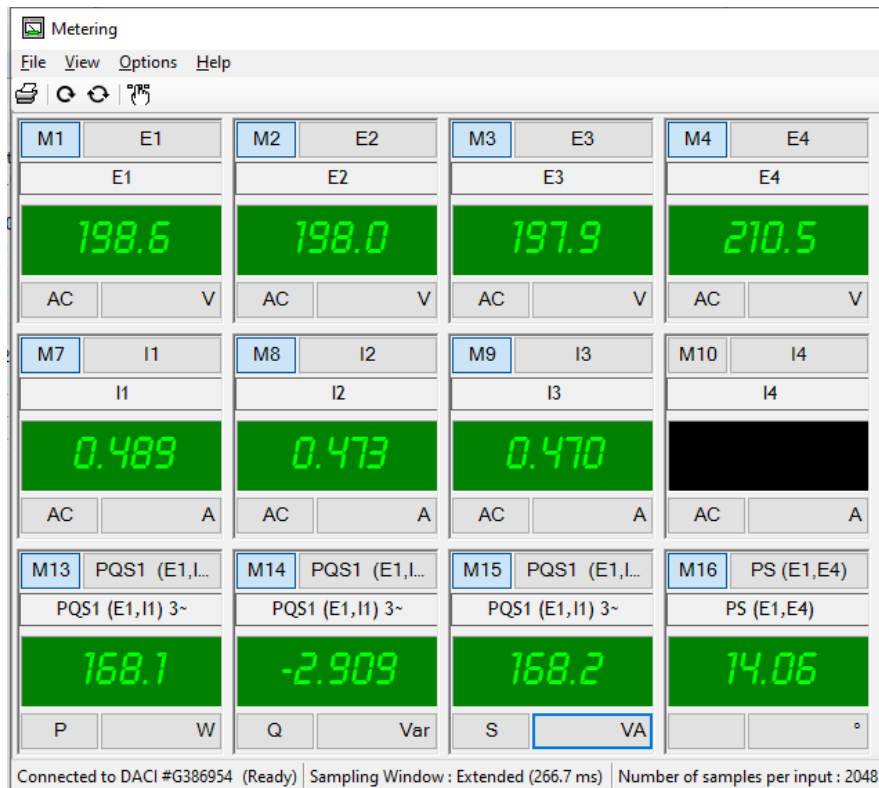 Metering
File View Options Help
M1 E1 M2 E2 M3 E3 M4 E4
E1 E2 E3 E4
198.6 198.0 197.9 210.5
AC V AC V AC V AC V
M7 I1 M8 I2 M9 I3 M10 I4
I1 I2 I3 I4
0.489 0.473 0.470
AC A AC A AC A AC A
M13 PQS1 (E1,I... M14 PQS1 (E1,I... M15 PQS1 (E1,I... M16 PS (E1,E4)
PQS1 (E1,I1) 3~ PQS1 (E1,I1) 3~ PQS1 (E1,I1) 3~ PS (E1,E4)
168.1 -2.909 168.2 14.06
P W Q Var S VA °
Connected to DACI #G386954 (Ready) Sampling Window : Extended (266.7 ms) Number of samples per input : 2048